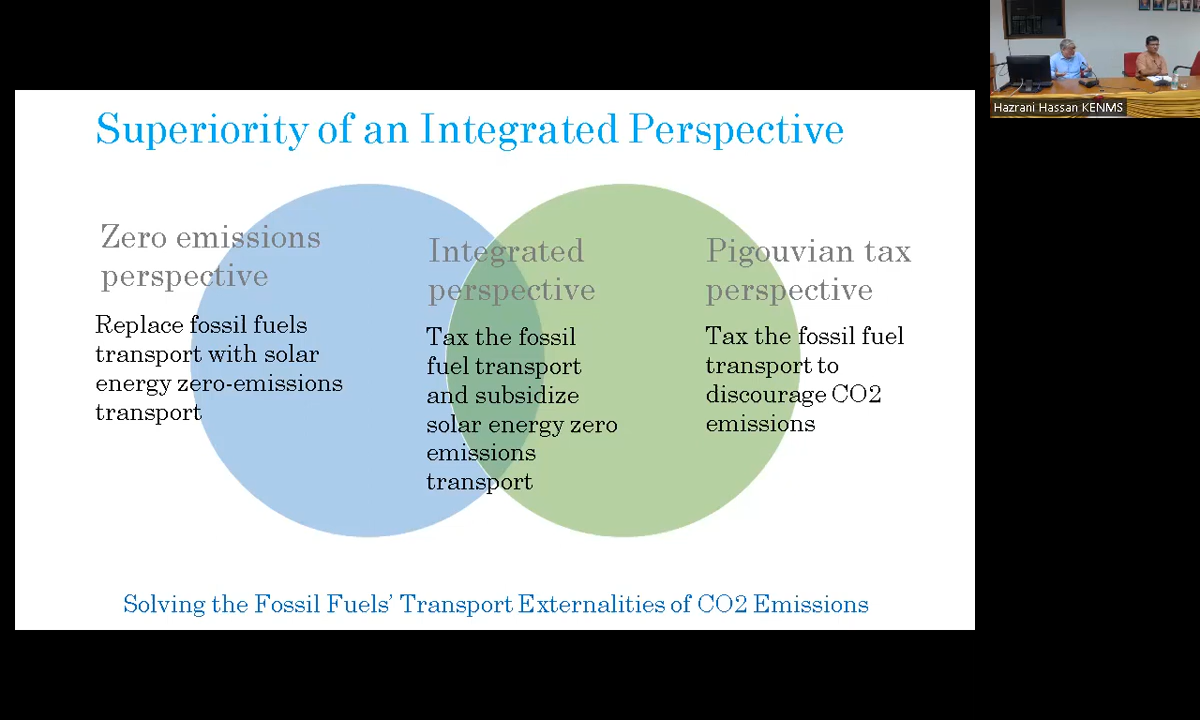 Superiority of an Integrated Perspective
Zero emissions
perspective
Replace fossil fuels
transport with solar
energy zero-emissions
transport
Integrated
perspective
Tax the fossil
fuel transport
and subsidize
solar energy zero
emissions
transport
Pigouvian tax
perspective
Tax the fossil fuel
transport to
discourage CO2
emissions
Solving the Fossil Fuels’ Transport Externalities of CO2 Emissions
Hazrani Hassan KENMS